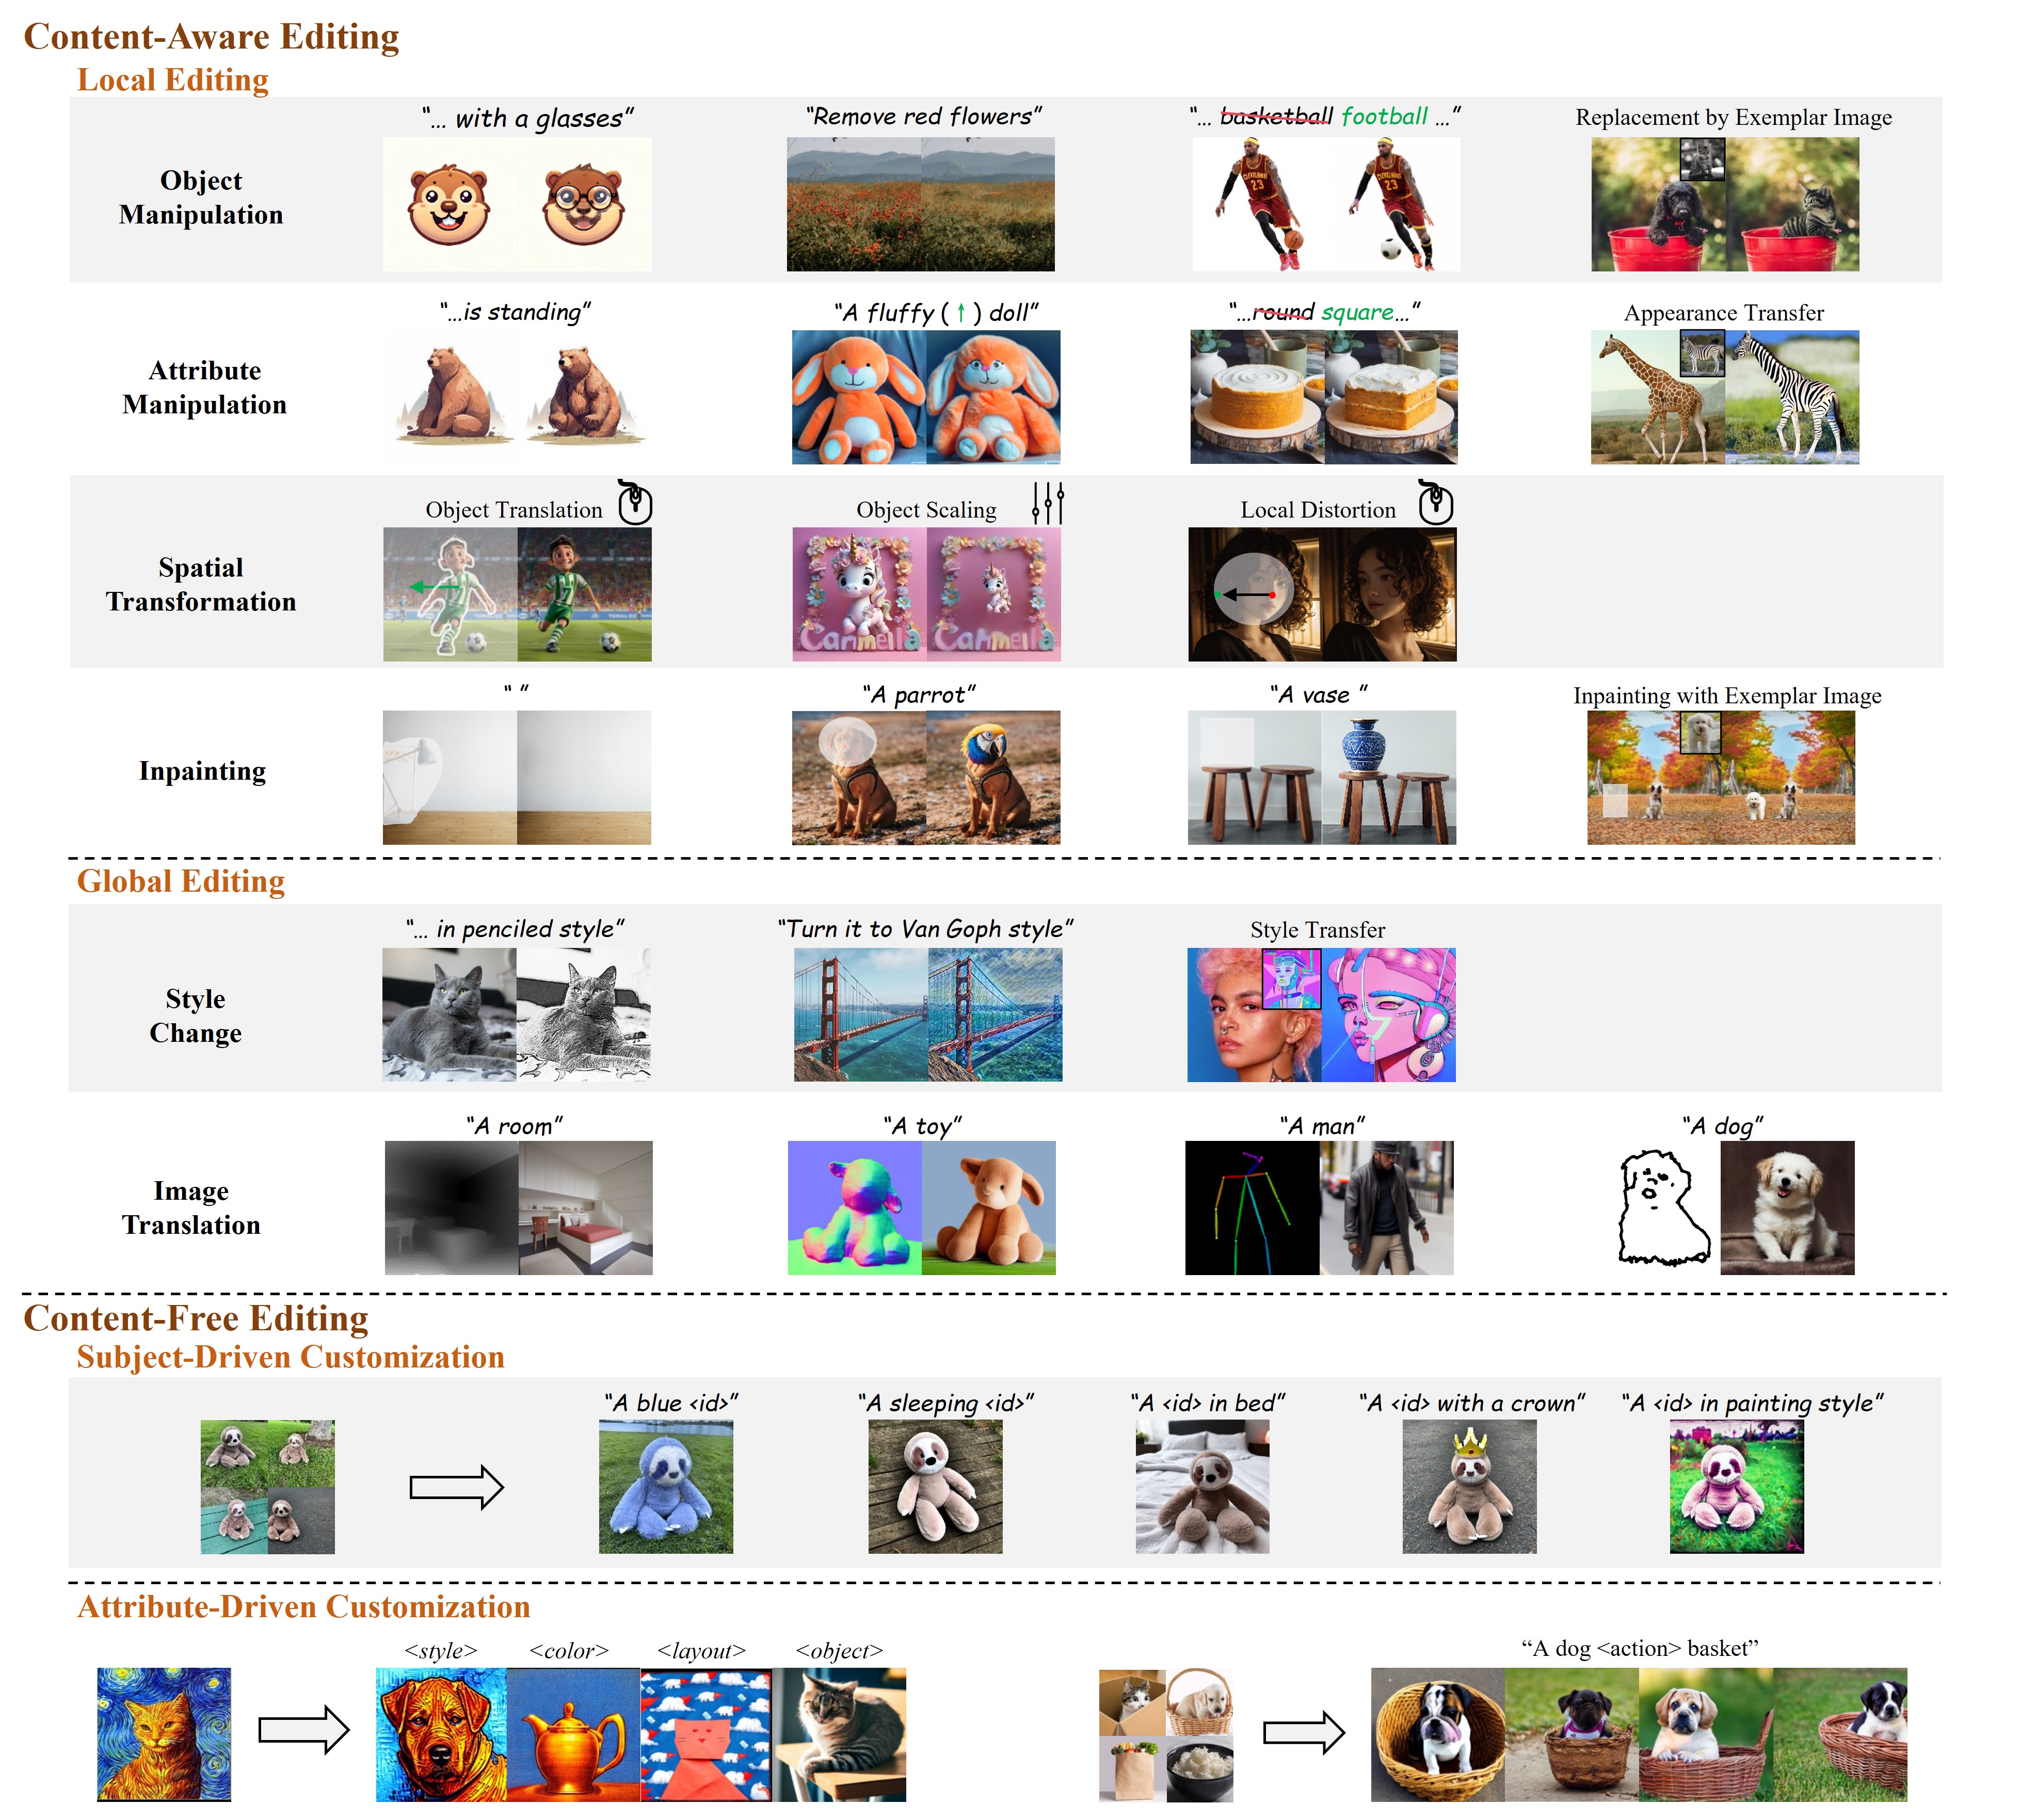 Content-Aware Editing
Local Editing
"... with a glasses"
"Remove red flowers"
"... basketball football ..."
Replacement by Exemplar Image
Object
Manipulation
CLEVELAND
23
CLEVELAND
23
"...is standing"
"A fluffy ( ↑ ) doll"
"...round square..."
Appearance Transfer
Attribute
Manipulation
Object Translation
Object Scaling
Local Distortion
Spatial
Transformation
7
Carmella
Carmella
" "
"A parrot"
"A vase "
Inpainting with Exemplar Image
Inpainting
Global Editing
"... in penciled style"
"Turn it to Van Goph style"
Style Transfer
Style
Change
"A room"
"A toy"
"A man"
"A dog"
Image
Translation
Content-Free Editing
Subject-Driven Customization
"A blue <id>"
"A sleeping <id>"
"A <id> in bed"
"A <id> with a crown"
"A <id> in painting style"
Attribute-Driven Customization
<style>
<color>
<layout>
<object>
"A dog <action> basket"